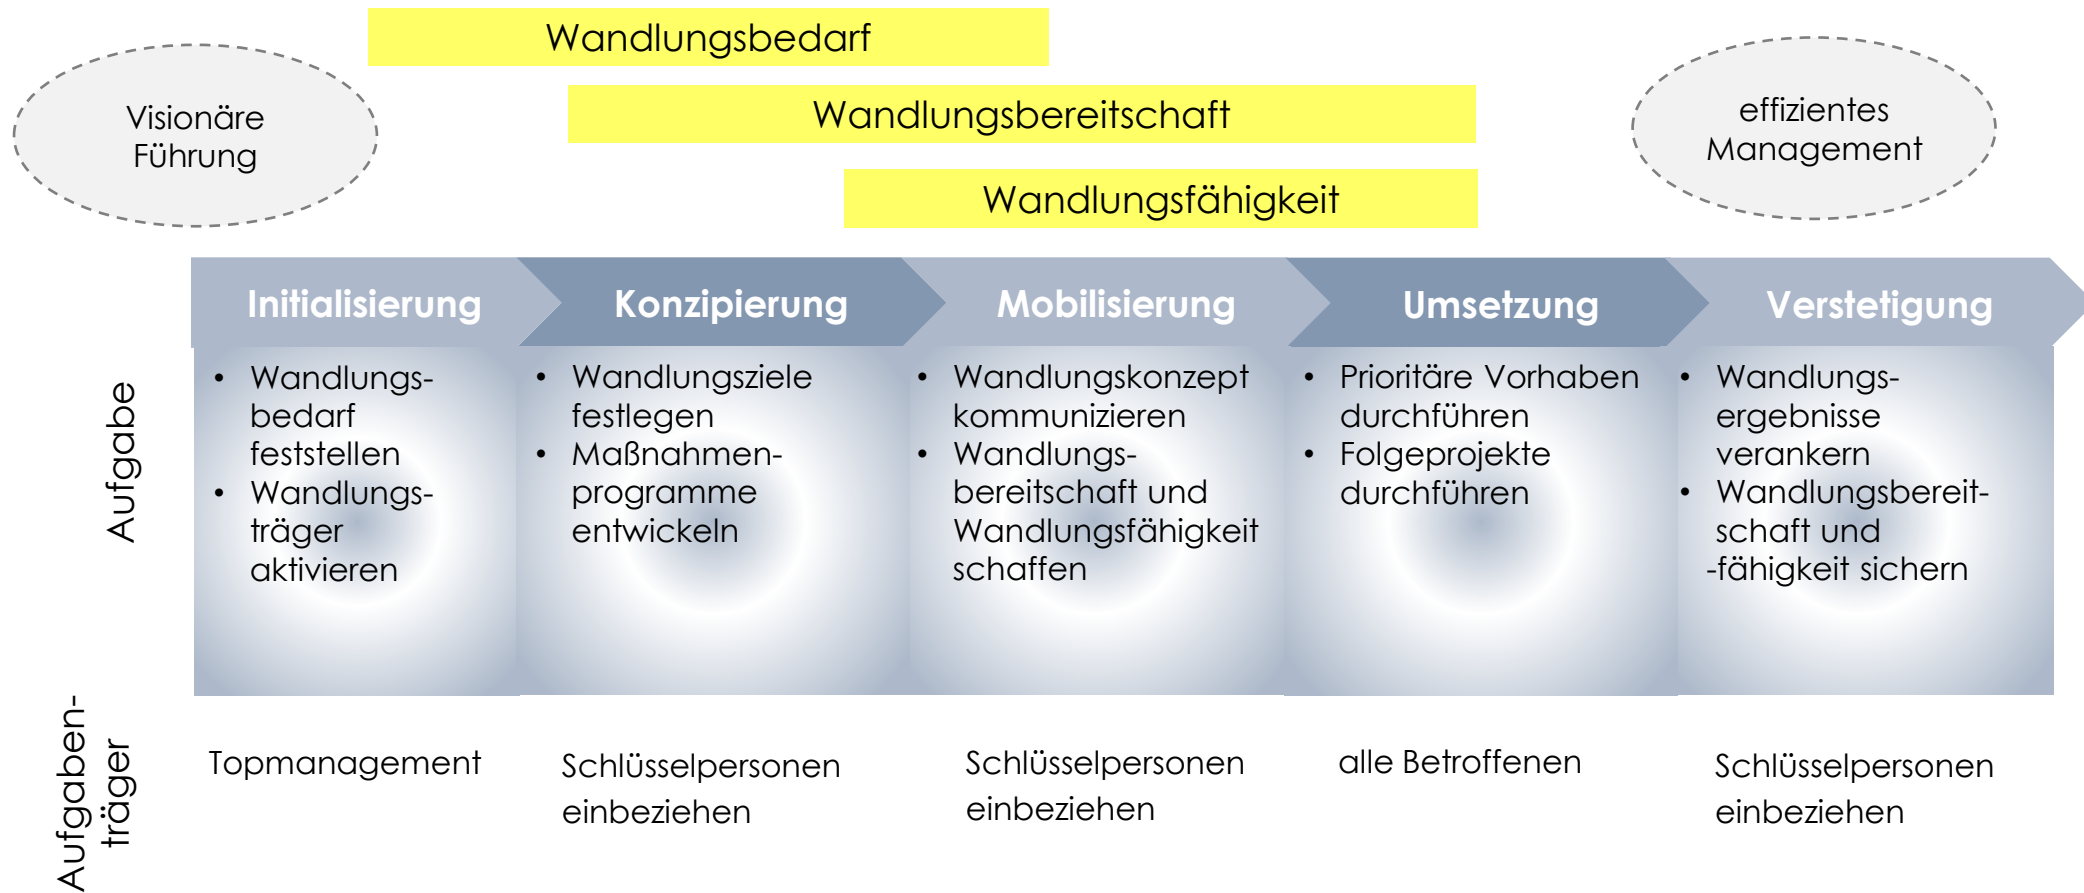 Wandlungsbedarf
Visionäre
Führung
Wandlungsbereitschaft
effizientes
Management
Wandlungsfähigkeit
Initialisierung
Konzipierung
Mobilisierung
Umsetzung
Verstetigung
Aufgabe
• Wandlungs-
bedarf
feststellen
• Wandlungs-
träger
aktivieren
• Wandlungsziele
festlegen
• Maßnahmen-
programme
entwickeln
• Wandlungskonzept
kommunizieren
• Wandlungs-
bereitschaft und
Wandlungsfähigkeit
schaffen
• Prioritäre Vorhaben
durchführen
• Folgeprojekte
durchführen
• Wandlungs-
ergebnisse
verankern
• Wandlungsbereit-
schaft und
-fähigkeit sichern
Aufgaben-
träger
Topmanagement
Schlüsselpersonen
einbeziehen
Schlüsselpersonen
einbeziehen
alle Betroffenen
Schlüsselpersonen
einbeziehen